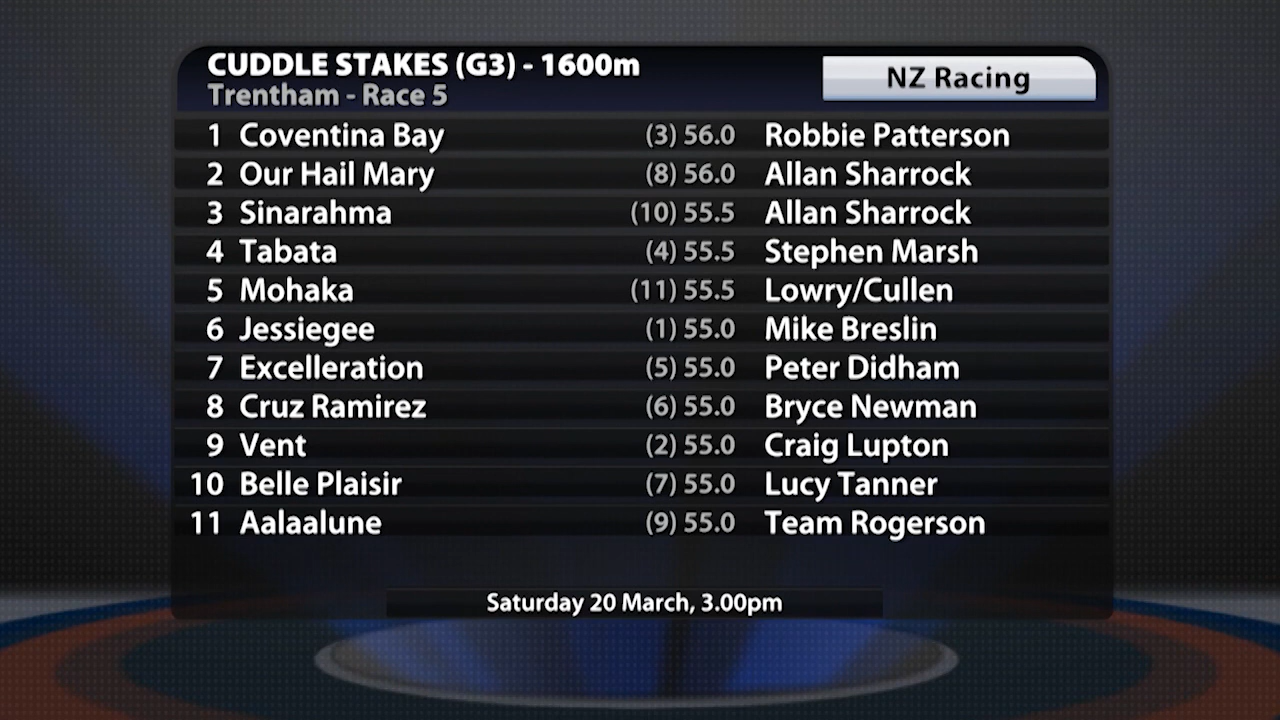 CUDDLE STAKES (G3) - 1600m
Trentham - Race 5
NZ Racing
1 Coventina Bay (3) 56.0 Robbie Patterson
2 Our Hail Mary (8) 56.0 Allan Sharrock
3 Sinarahma (10) 55.5 Allan Sharrock
4 Tabata (4) 55.5 Stephen Marsh
5 Mohaka (11) 55.5 Lowry/Cullen
6 Jessiegee (1) 55.0 Mike Breslin
7 Excelleration (5) 55.0 Peter Didham
8 Cruz Ramirez (6) 55.0 Bryce Newman
9 Vent (2) 55.0 Craig Lupton
10 Belle Plaisir (7) 55.0 Lucy Tanner
11 Aalaalune (9) 55.0 Team Rogerson
Saturday 20 March, 3.00pm